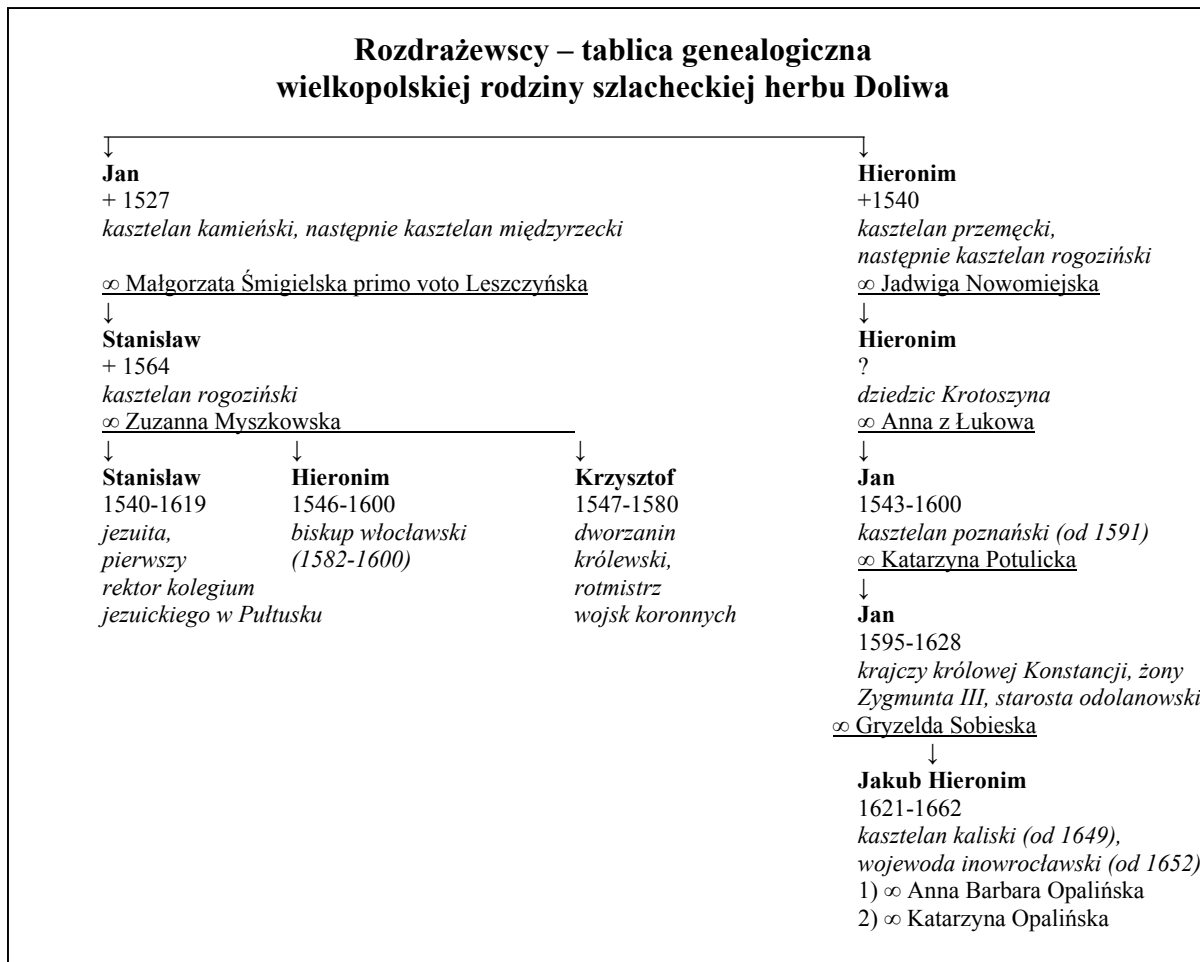 Rozdrażewscy – tablica genealogiczna
wielkopolskiej rodziny szlacheckiej herbu Doliwa
↓
Jan
+ 1527
kasztelan kamieński, następnie kasztelan międzyrzecki
∞ Małgorzata Śmigielska primo voto Leszczyńska
↓
Stanisław
+ 1564
kasztelan rogoziński
∞ Zuzanna Myszkowska
↓
Stanisław
1540-1619
jezuita,
pierwszy
rektor kolegium
jezuickiego w Pułtusku
↓
Hieronim
1546-1600
biskup włocławski
(1582-1600)
↓
Krzysztof
1547-1580
dworzanin
królewski,
rotmistrz
wojsk koronnych
↓
Hieronim
+1540
kasztelan przemęcki,
następnie kasztelan rogoziński
∞ Jadwiga Nowomiejska
↓
Hieronim
?
dziedzic Krotoszyna
∞ Anna z Łukowa
↓
Jan
1543-1600
kasztelan poznański (od 1591)
∞ Katarzyna Potulicka
↓
Jan
1595-1628
krajczy królowej Konstancji, żony
Zygmunta III, starosta odolanowski
∞ Gryzelda Sobieska
↓
Jakub Hieronim
1621-1662
kasztelan kaliski (od 1649),
wojewoda inowrocławski (od 1652)
1) ∞ Anna Barbara Opalińska
2) ∞ Katarzyna Opalińska